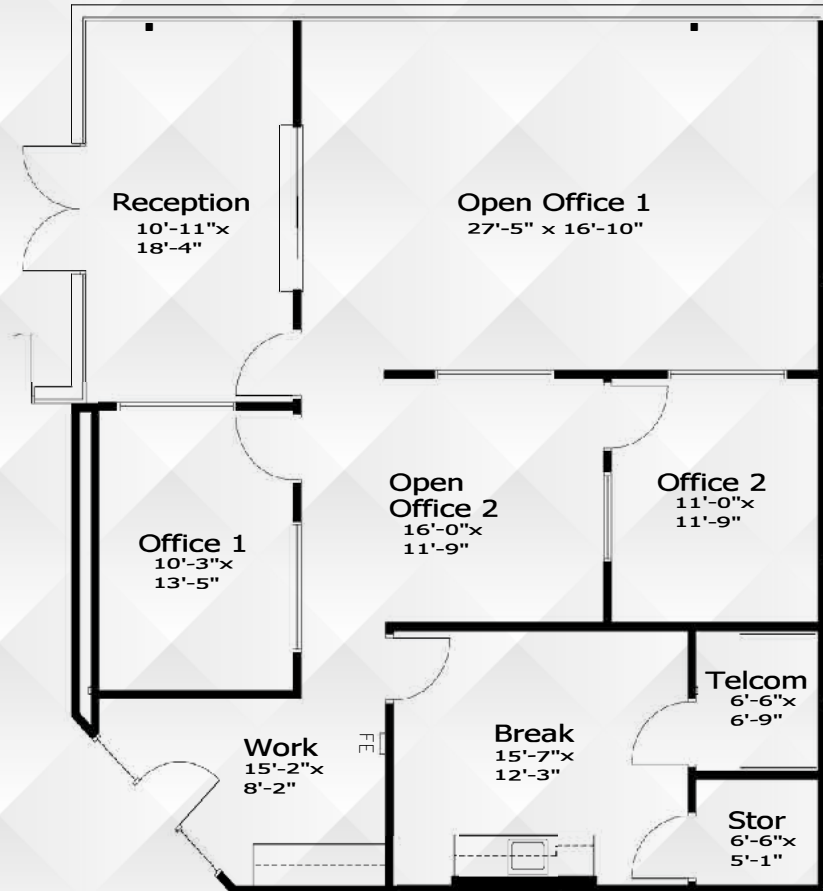 Reception
10'-11"x
18'-4"
Open Office 1
27'-5" x 16'-10"
Open
Office 2
16'-0"x
11'-9"
Office 2
11'-0"x
11'-9"
Office 1
10'-3"x
13'-5"
Telcom
6'-6"x
6'-9"
Work
15'-2"x
8'-2"
FE
Break
15'-7"x
12'-3"
Stor
6'-6"x
5'-1"